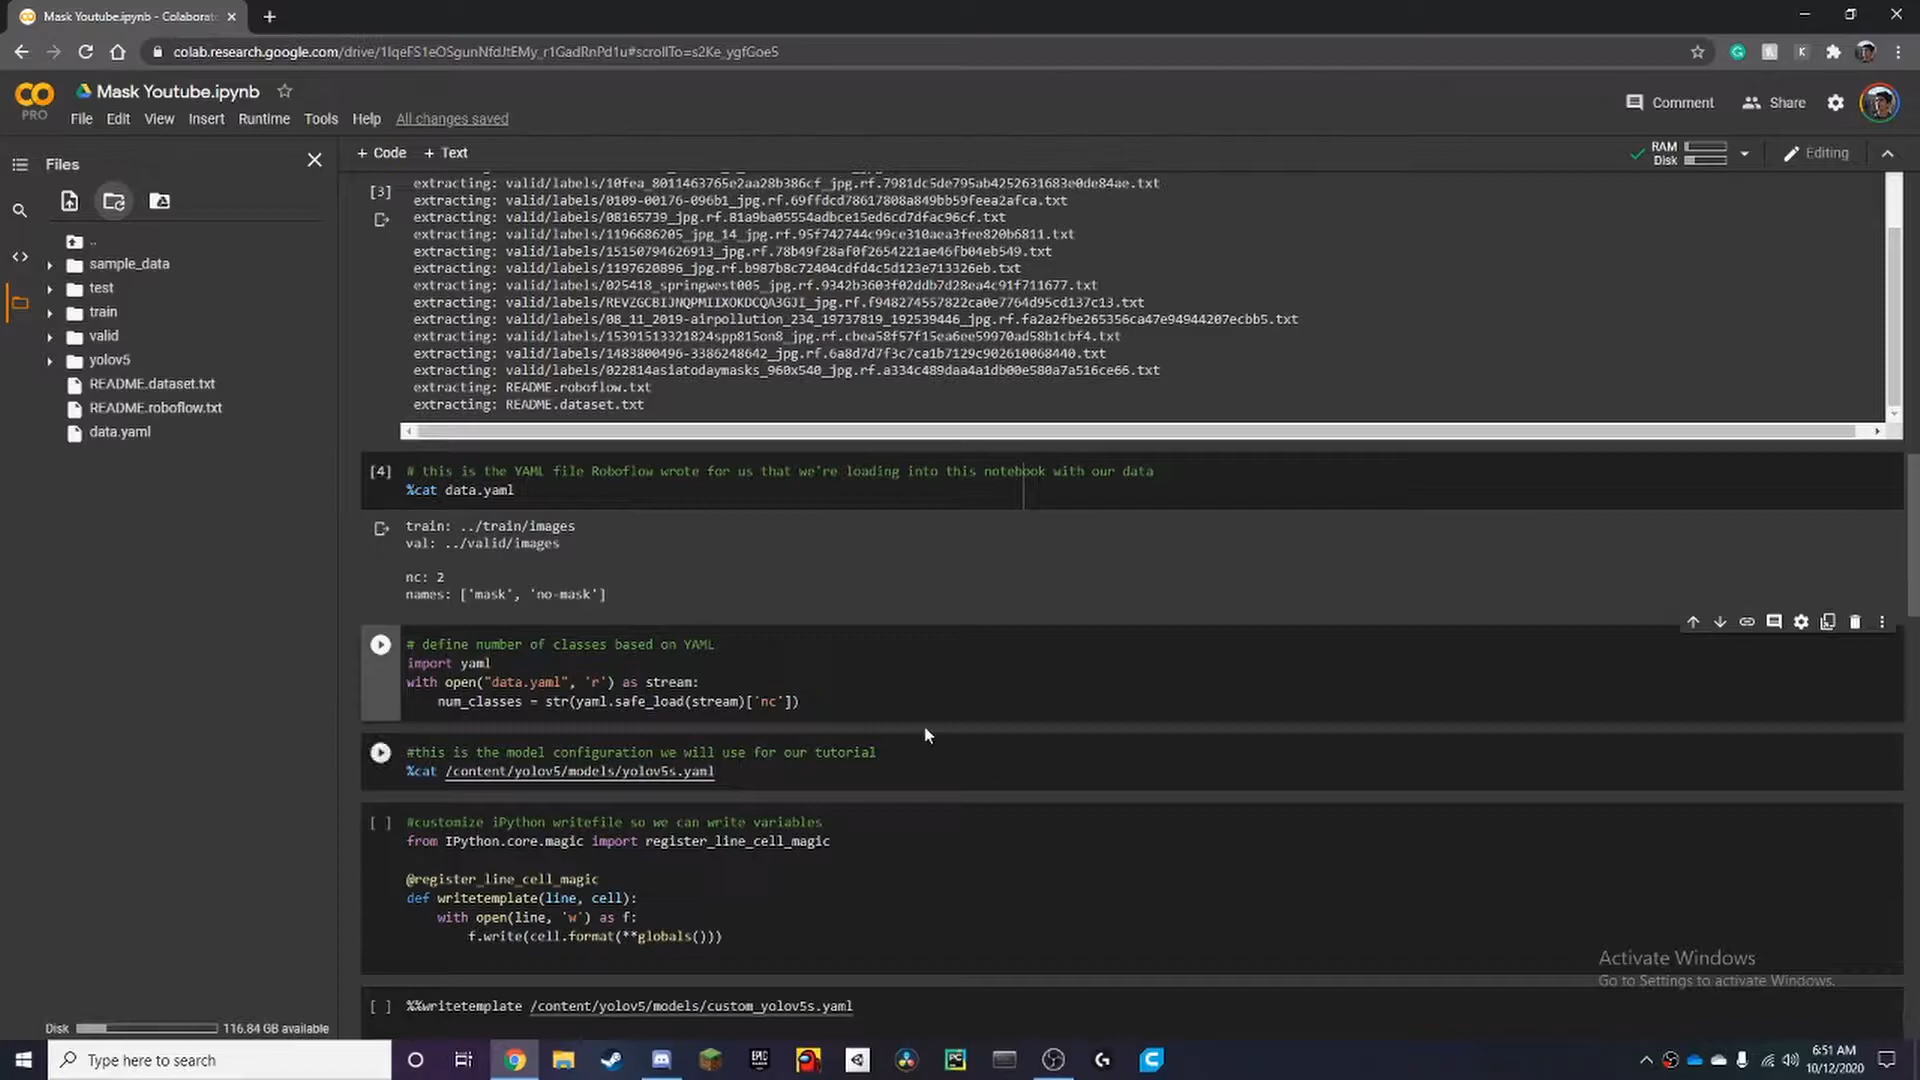 Mask Youtube.ipynb - Colaborat
colab.research.google.com/drive/1IqeFS1eOSgunNfdJtEMy_r1GadRnPd1u#scrollTo=s2Ke_ygfGoe5
CO
PRO
Mask Youtube.ipynb
File Edit View Insert Runtime Tools Help All changes saved
Comment
Share
Files
+ Code + Text
RAM
Disk
Editing
..
sample_data
test
train
valid
yolov5
README.dataset.txt
README.roboflow.txt
data.yaml
[3]
extracting: valid/labels/10fea_8011463765e2aa28b386cf_jpg.rf.7981dc5de795ab4252631683e0de84ae.txt
extracting: valid/labels/0109-00176-096b1_jpg.rf.69ffdcd78617808a849bb59feea2afca.txt
extracting: valid/labels/08165739_jpg.rf.81a9ba05554adbce15ed6cd7dfac96cf.txt
extracting: valid/labels/1196686205_jpg_14_jpg.rf.95f742744c99ce310aea3fee820b6811.txt
extracting: valid/labels/15150794626913_jpg.rf.78b49f28af0f2654221ae46fb04eb549.txt
extracting: valid/labels/1197620896_jpg.rf.b987b8c72404cdfd4c5d123e713326eb.txt
extracting: valid/labels/025418_springwest005_jpg.rf.9342b3603f02ddb7d28ea4c91f711677.txt
extracting: valid/labels/REVZGCBIJNQPMIIXOKDCQA3GJI_jpg.rf.f948274557822ca0e7764d95cd137c13.txt
extracting: valid/labels/08_11_2019-airpollution_234_19737819_192539446_jpg.rf.fa2a2fbe265356ca47e94944207ecbb5.txt
extracting: valid/labels/15391513321824spp815on8_jpg.rf.cbea58f57f15ea6ee59970ad58b1cbf4.txt
extracting: valid/labels/1483800496-3386248642_jpg.rf.6a8d7d7f3c7ca1b7129c902610068440.txt
extracting: valid/labels/022814asiatodaymasks_960x540_jpg.rf.a334c489daa4a1db00e580a7a516ce66.txt
extracting: README.roboflow.txt
extracting: README.dataset.txt
[4] # this is the YAML file Roboflow wrote for us that we're loading into this notebook with our data
%cat data.yaml
train: ../train/images
val: ../valid/images
nc: 2
names: ['mask', 'no-mask']
# define number of classes based on YAML
import yaml
with open("data.yaml", 'r') as stream:
num_classes = str(yaml.safe_load(stream)['nc'])
#this is the model configuration we will use for our tutorial
%cat /content/yolov5/models/yolov5s.yaml
[ ] #customize iPython writefile so we can write variables
from IPython.core.magic import register_line_cell_magic
@register_line_cell_magic
def writetemplate(line, cell):
with open(line, 'w') as f:
f.write(cell.format(**globals()))
[ ] %%writetemplate /content/yolov5/models/custom_yolov5s.yaml
Activate Windows
Go to Settings to activate Windows.
Disk
116.84 GB available
Type here to search
EPIC
PC
6:51 AM
10/12/2020